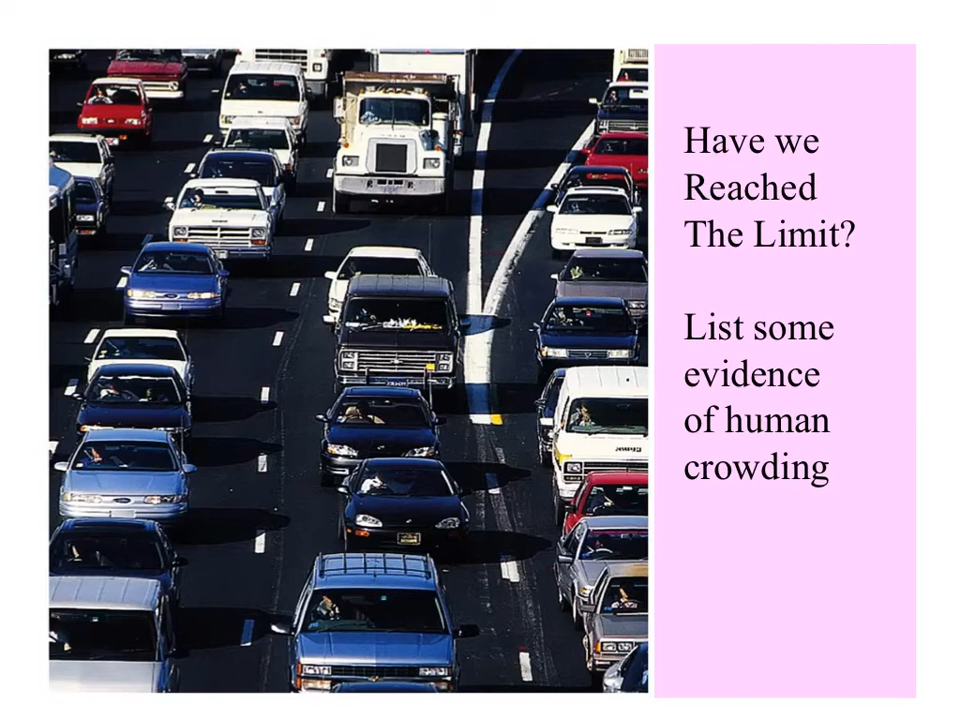 Have we
Reached
The Limit?
List some
evidence
of human
crowding